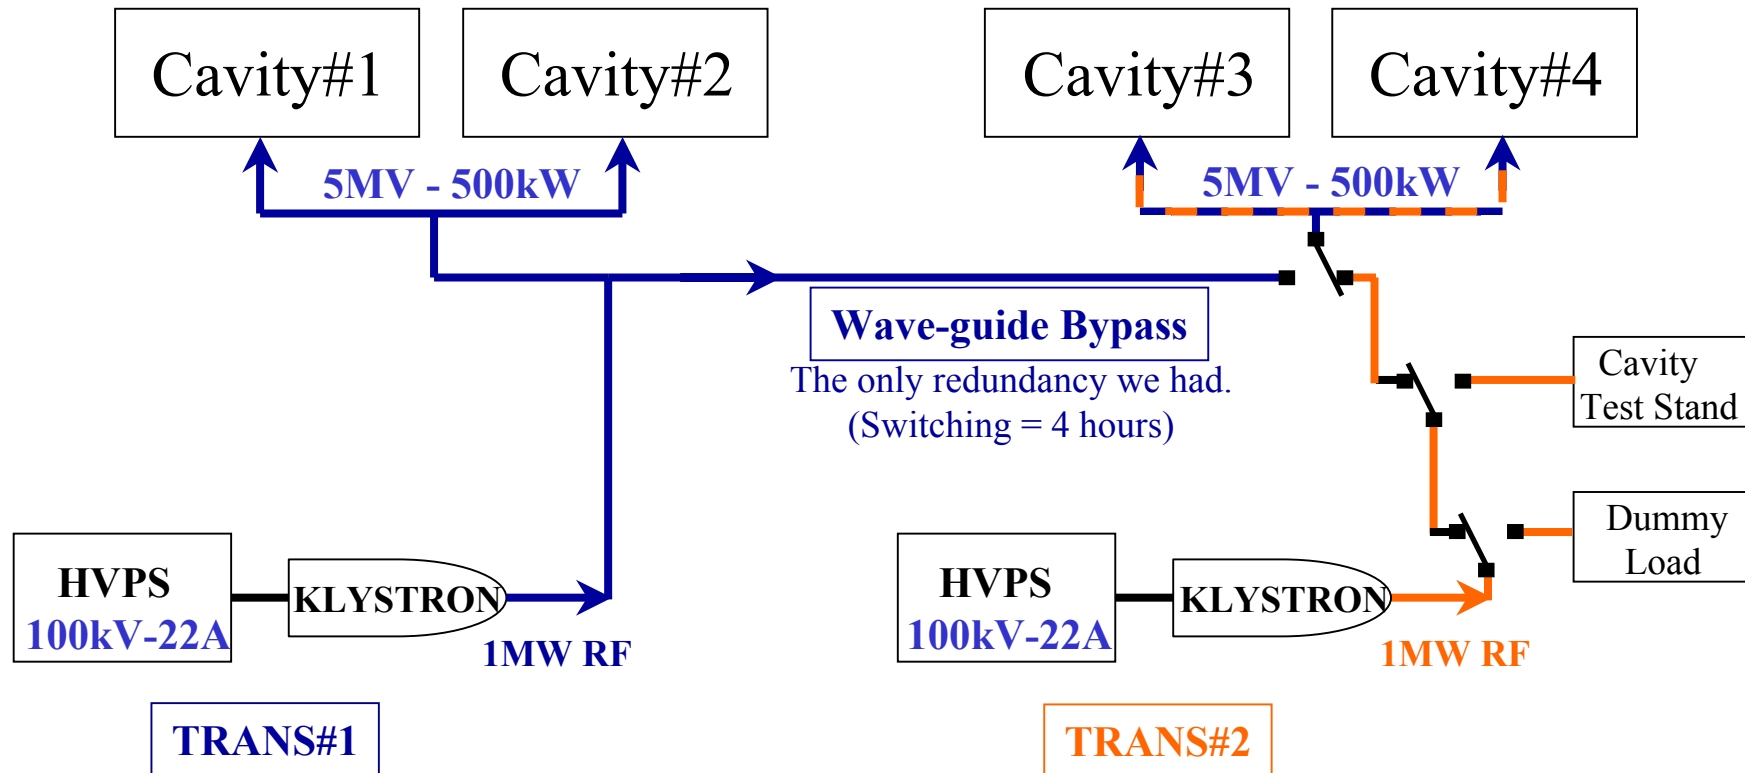 Cavity#1
Cavity#2
Cavity#3
Cavity#4
5MV - 500kW
5MV - 500kW
Wave-guide Bypass
The only redundancy we had.
(Switching = 4 hours)
Cavity
Test Stand
Dummy
Load
HVPS
100kV-22A
KLYSTRON
1MW RF
HVPS
100kV-22A
KLYSTRON
1MW RF
TRANS#1
TRANS#2